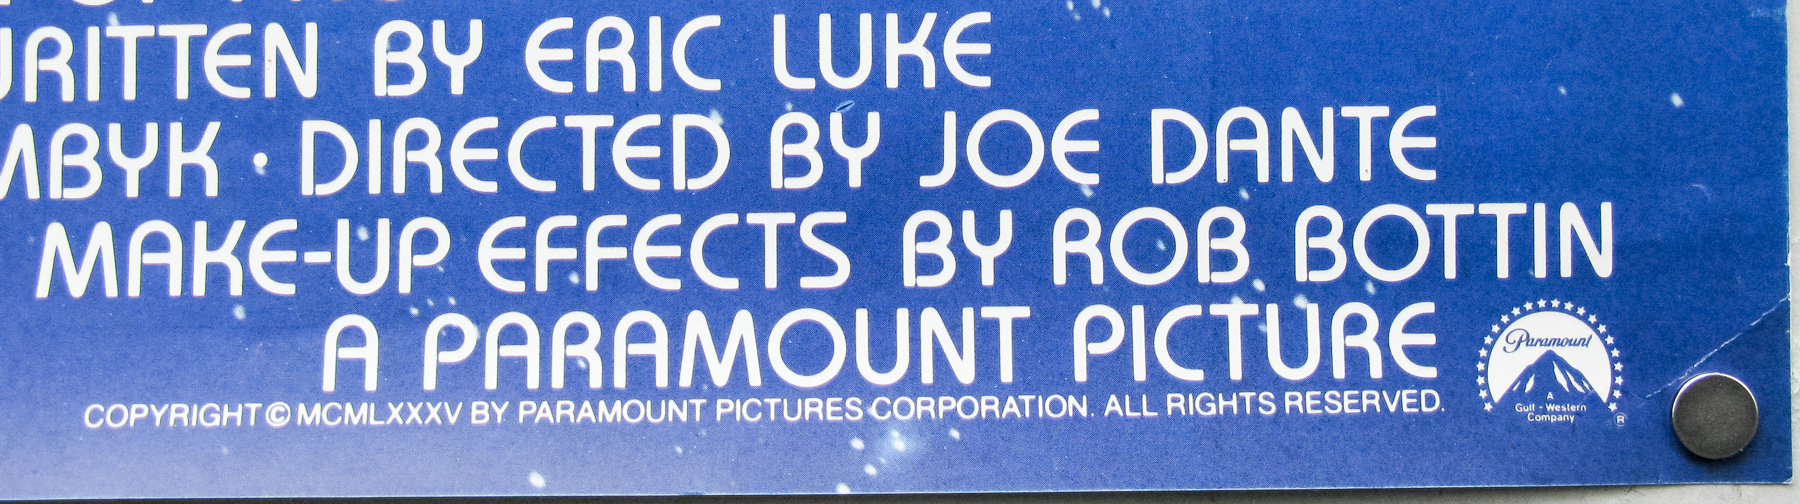 WRITTEN BY ERIC LUKE
MBYK · DIRECTED BY JOE DANTE
MAKE-UP EFFECTS BY ROB BOTTIN
A PARAMOUNT PICTURE
COPYRIGHT © MCMLXXXV BY PARAMOUNT PICTURES CORPORATION. ALL RIGHTS RESERVED.
Paramount
A
Gulf + Western
Company ®